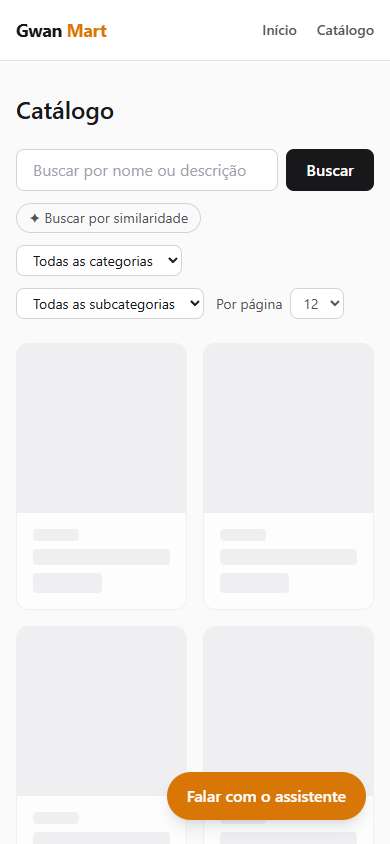 Gwan Mart
Início
Catálogo
Catálogo
Buscar por nome ou descrição
Buscar
✦ Buscar por similaridade
Todas as categorias
Todas as subcategorias
Por página
12
Falar com o assistente